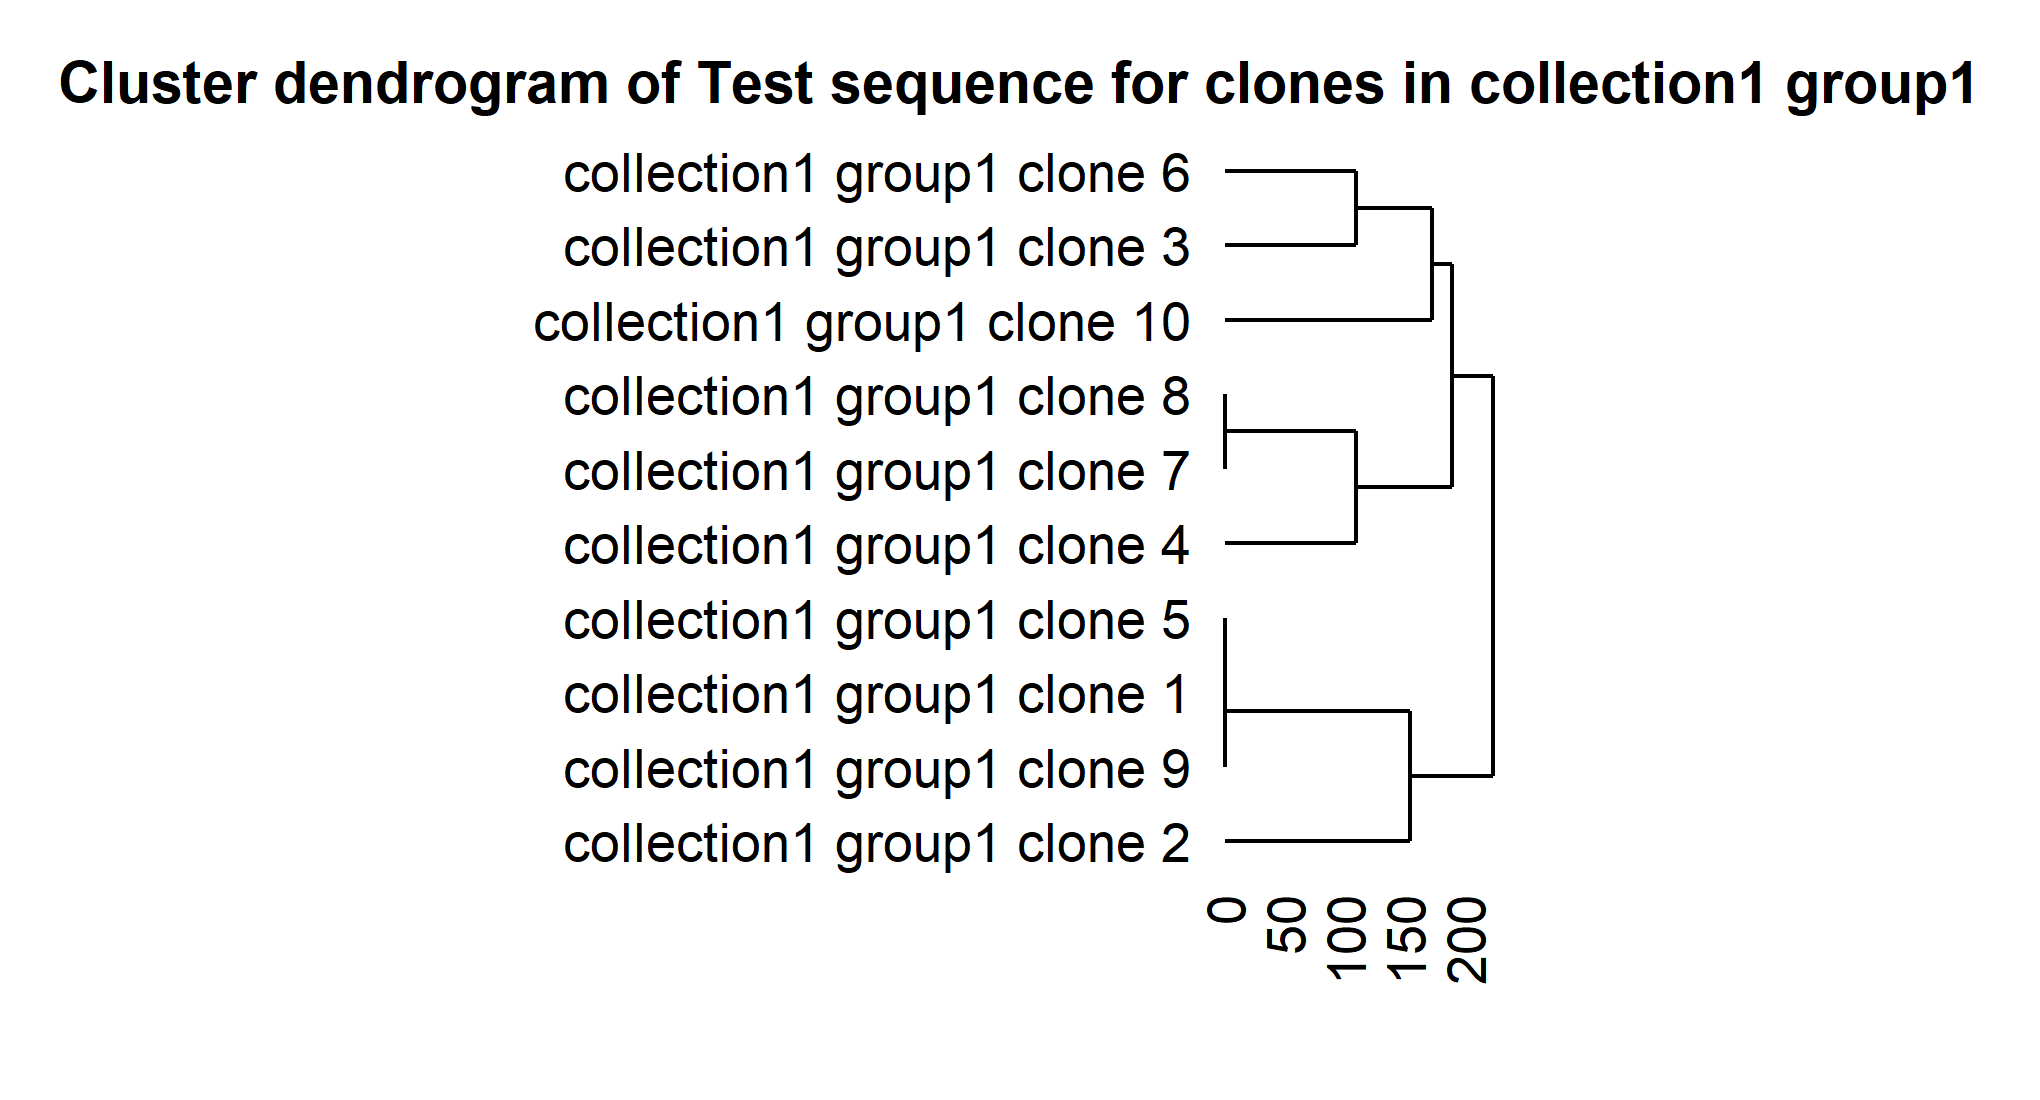 Cluster dendrogram of Test sequence for clones in collection1 group1
collection1 group1 clone 6
collection1 group1 clone 3
collection1 group1 clone 10
collection1 group1 clone 8
collection1 group1 clone 7
collection1 group1 clone 4
collection1 group1 clone 5
collection1 group1 clone 1
collection1 group1 clone 9
collection1 group1 clone 2
0
50
100
150
200